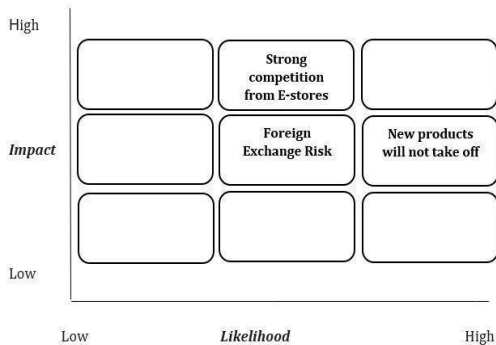 High
Strong
competition
from E-stores
Impact
Foreign
Exchange Risk
New products
will not take off
Low
Low
Likelihood
High